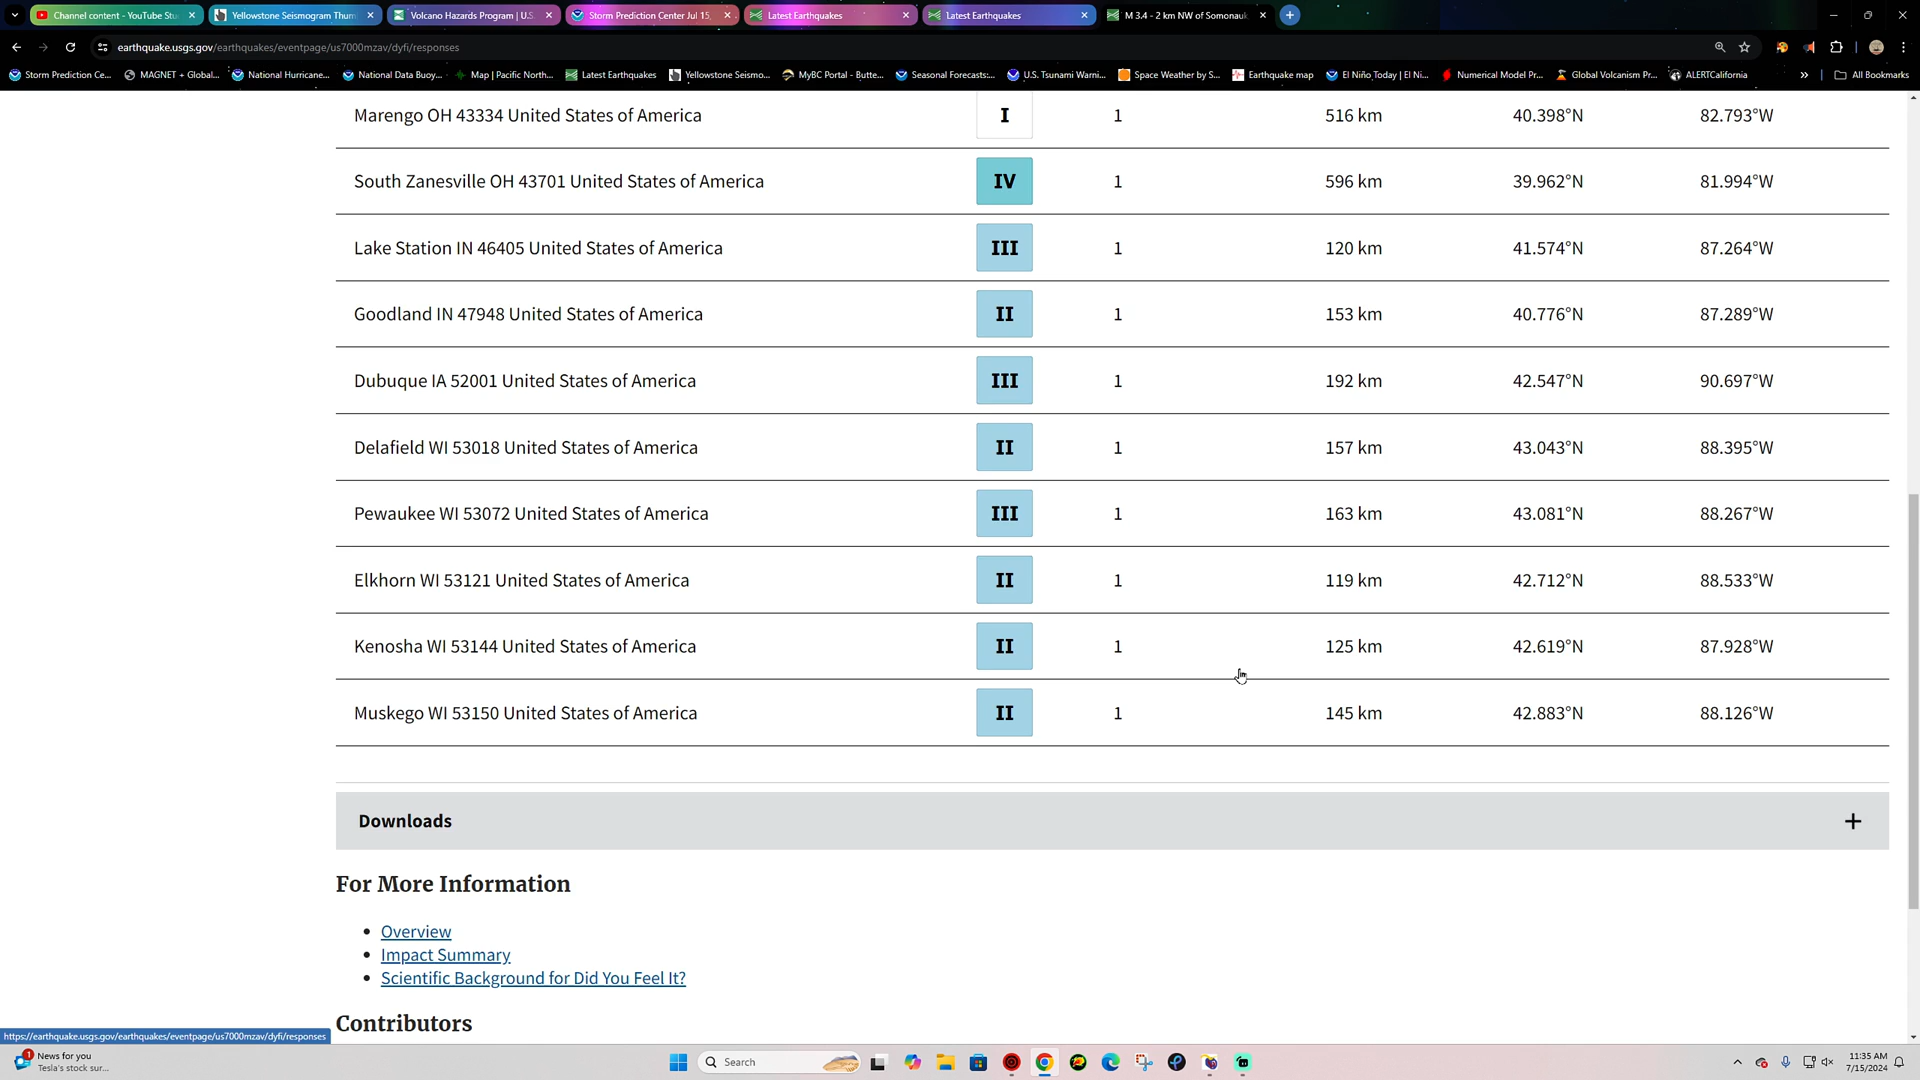 Channel content - YouTube Stu
Yellowstone Seismogram Thum
Volcano Hazards Program | U.S.
Storm Prediction Center Jul 15,
Latest Earthquakes
Latest Earthquakes
M 3.4 - 2 km NW of Somonauk,
earthquake.usgs.gov/earthquakes/eventpage/us7000mzav/dyfi/responses
Storm Prediction Ce...
MAGNET + Global...
National Hurricane...
National Data Buoy...
Map | Pacific North...
Latest Earthquakes
Yellowstone Seismo...
MyBC Portal - Butte...
Seasonal Forecasts:...
U.S. Tsunami Warni...
Space Weather by S...
Earthquake map
El Niño Today | El Ni...
Numerical Model Pr...
Global Volcanism Pr...
ALERTCalifornia
All Bookmarks
Marengo OH 43334 United States of America I 1 516 km 40.398°N 82.793°W
South Zanesville OH 43701 United States of America IV 1 596 km 39.962°N 81.994°W
Lake Station IN 46405 United States of America III 1 120 km 41.574°N 87.264°W
Goodland IN 47948 United States of America II 1 153 km 40.776°N 87.289°W
Dubuque IA 52001 United States of America III 1 192 km 42.547°N 90.697°W
Delafield WI 53018 United States of America II 1 157 km 43.043°N 88.395°W
Pewaukee WI 53072 United States of America III 1 163 km 43.081°N 88.267°W
Elkhorn WI 53121 United States of America II 1 119 km 42.712°N 88.533°W
Kenosha WI 53144 United States of America II 1 125 km 42.619°N 87.928°W
Muskego WI 53150 United States of America II 1 145 km 42.883°N 88.126°W
Downloads
For More Information
Overview
Impact Summary
Scientific Background for Did You Feel It?
Contributors
https://earthquake.usgs.gov/earthquakes/eventpage/us7000mzav/dyfi/responses
1
News for you
Tesla's stock sur...
Search
11:35 AM
7/15/2024